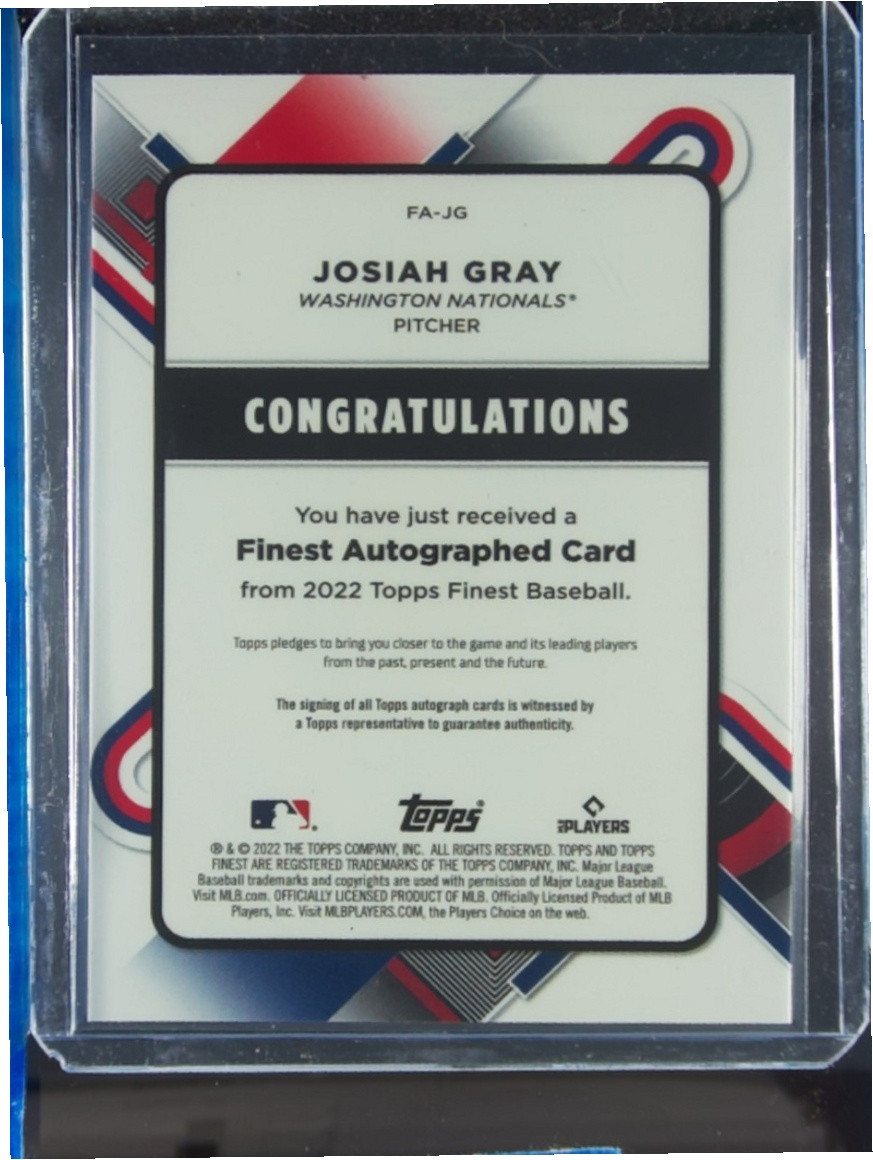 FA-JG
JOSIAH GRAY
WASHINGTON NATIONALS®
PITCHER
CONGRATULATIONS
You have just received a
Finest Autographed Card
from 2022 Topps Finest Baseball.
Topps pledges to bring you closer to the game and its leading players
from the past, present and the future.
The signing of all Topps autograph cards is witnessed by
a Topps representative to guarantee authenticity.
topps®
MLB PLAYERS
® & © 2022 THE TOPPS COMPANY, INC. ALL RIGHTS RESERVED. TOPPS AND TOPPS
FINEST ARE REGISTERED TRADEMARKS OF THE TOPPS COMPANY, INC. Major League
Baseball trademarks and copyrights are used with permission of Major League Baseball.
Visit MLB.com. OFFICIALLY LICENSED PRODUCT OF MLB. Officially Licensed Product of MLB
Players, Inc. Visit MLBPLAYERS.COM, the Players Choice on the web.